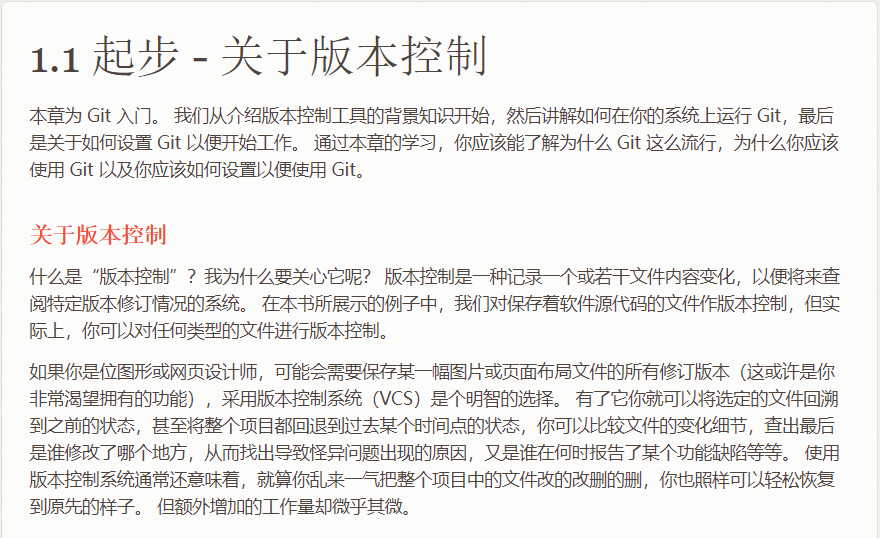 1.1 起步 - 关于版本控制
本章为 Git 入门。 我们从介绍版本控制工具的背景知识开始，然后讲解如何在你的系统上运行 Git，最后
是关于如何设置 Git 以便开始工作。 通过本章的学习，你应该能了解为什么 Git 这么流行，为什么你应该
使用 Git 以及你应该如何设置以便使用 Git。
关于版本控制
什么是“版本控制”？我为什么要关心它呢？ 版本控制是一种记录一个或若干文件内容变化，以便将来查
阅特定版本修订情况的系统。 在本书所展示的例子中，我们对保存着软件源代码的文件作版本控制，但实
际上，你可以对任何类型的文件进行版本控制。
如果你是位图形或网页设计师，可能会需要保存某一幅图片或页面布局文件的所有修订版本（这或许是你
非常渴望拥有的功能），采用版本控制系统（VCS）是个明智的选择。 有了它你就可以将选定的文件回溯
到之前的状态，甚至将整个项目都回退到过去某个时间点的状态，你可以比较文件的变化细节，查出最后
是谁修改了哪个地方，从而找出导致怪异问题出现的原因，又是谁在何时报告了某个功能缺陷等等。 使用
版本控制系统通常还意味着，就算你乱来一气把整个项目中的文件改的改删的删，你也照样可以轻松恢复
到原先的样子。 但额外增加的工作量却微乎其微。